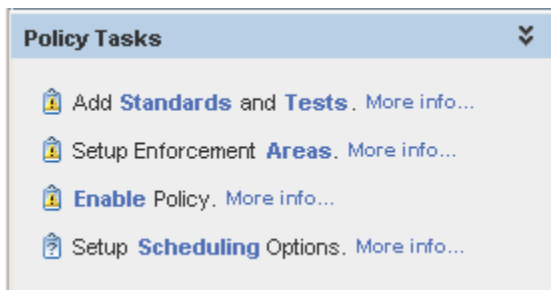 Policy Tasks
Add Standards and Tests. More info...
Setup Enforcement Areas. More info...
Enable Policy. More info...
Setup Scheduling Options. More info...